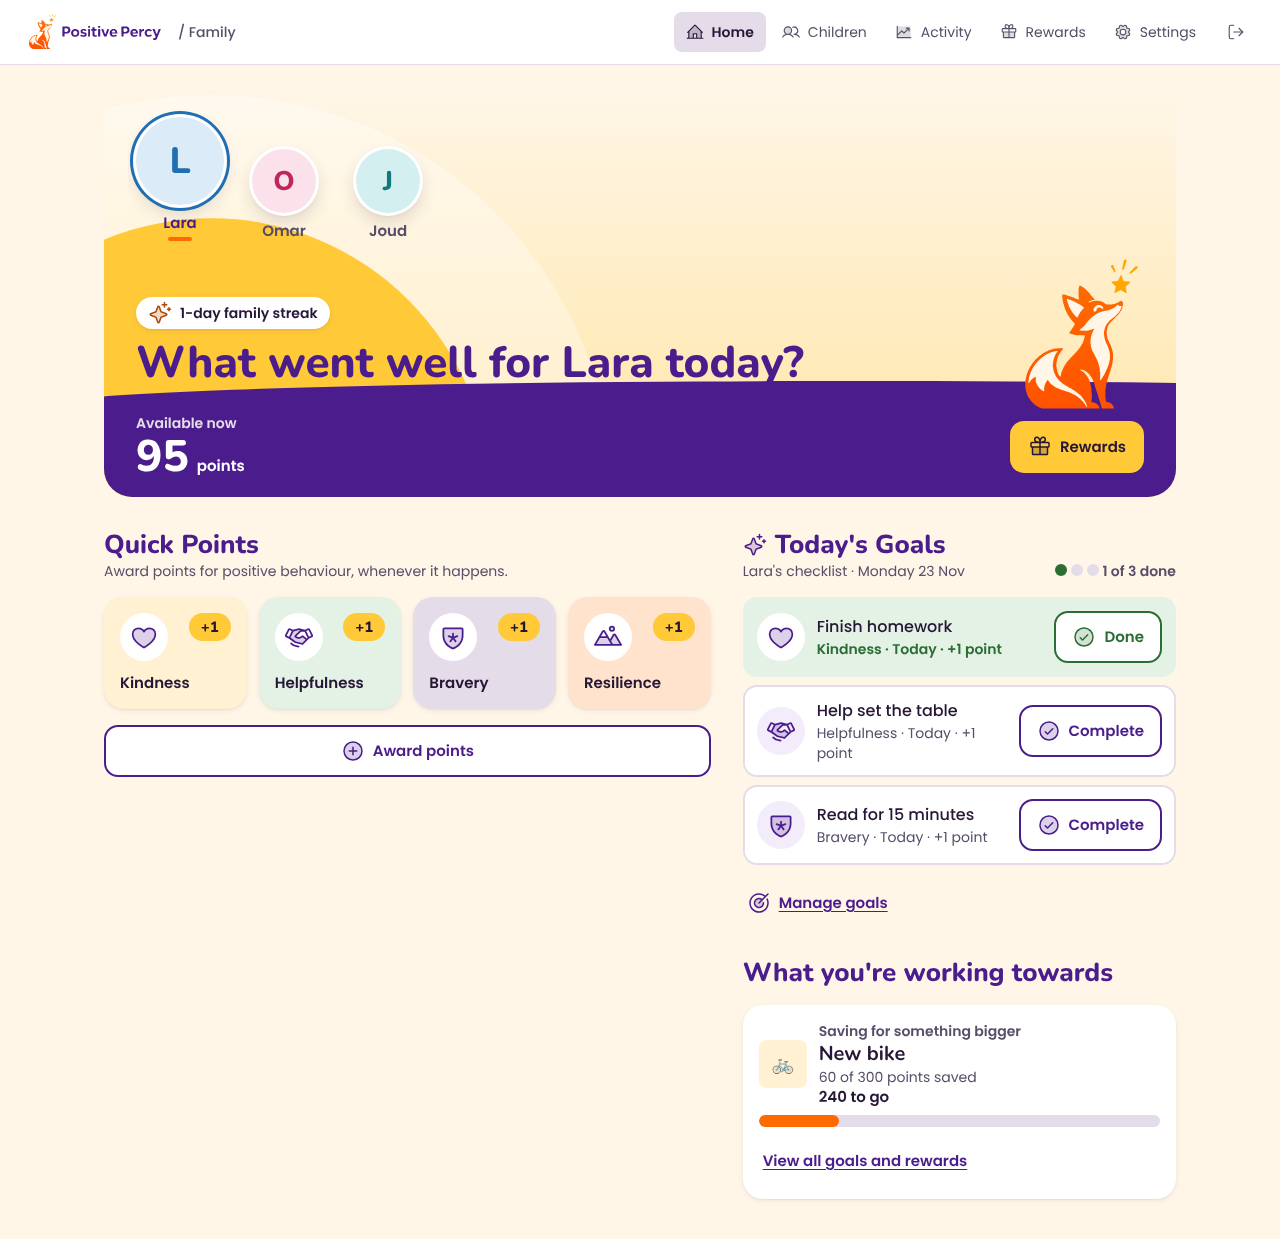 Positive Percy / Family
Home
Children
Activity
Rewards
Settings
L
O
J
Lara
Omar
Joud
1-day family streak
What went well for Lara today?
Available now
95 points
Rewards
Quick Points
Award points for positive behaviour, whenever it happens.
+1
Kindness
+1
Helpfulness
+1
Bravery
+1
Resilience
Award points
Today's Goals
Lara's checklist · Monday 23 Nov
1 of 3 done
Finish homework
Kindness · Today · +1 point
Done
Help set the table
Helpfulness · Today · +1
point
Complete
Read for 15 minutes
Bravery · Today · +1 point
Complete
Manage goals
What you're working towards
Saving for something bigger
New bike
60 of 300 points saved
240 to go
View all goals and rewards